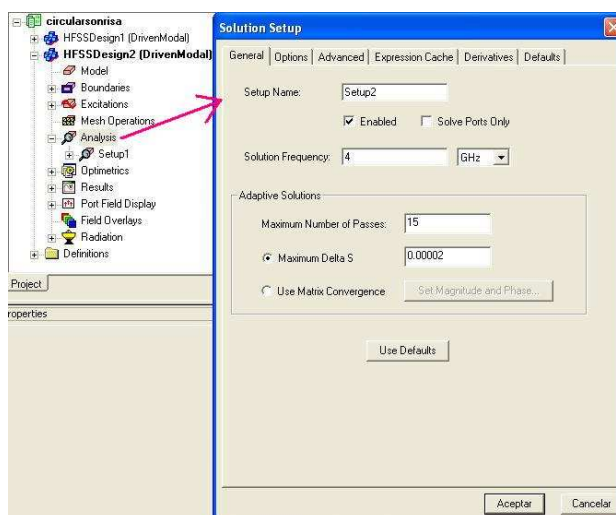 circularsonrisa
HFSSDesign1 (DrivenModal)
HFSSDesign2 (DrivenModal)
Model
Boundaries
Excitations
Mesh Operations
Analysis
Setup1
Optimetrics
Results
Port Field Display
Field Overlays
Radiation
Definitions
Project
roperties
Solution Setup
General Options Advanced Expression Cache Derivatives Defaults
Setup Name: Setup2
Enabled Solve Ports Only
Solution Frequency: 4 GHz
Adaptive Solutions
Maximum Number of Passes: 15
Maximum Delta S 0.00002
Use Matrix Convergence Set Magnitude and Phase...
Use Defaults
Aceptar Cancelar